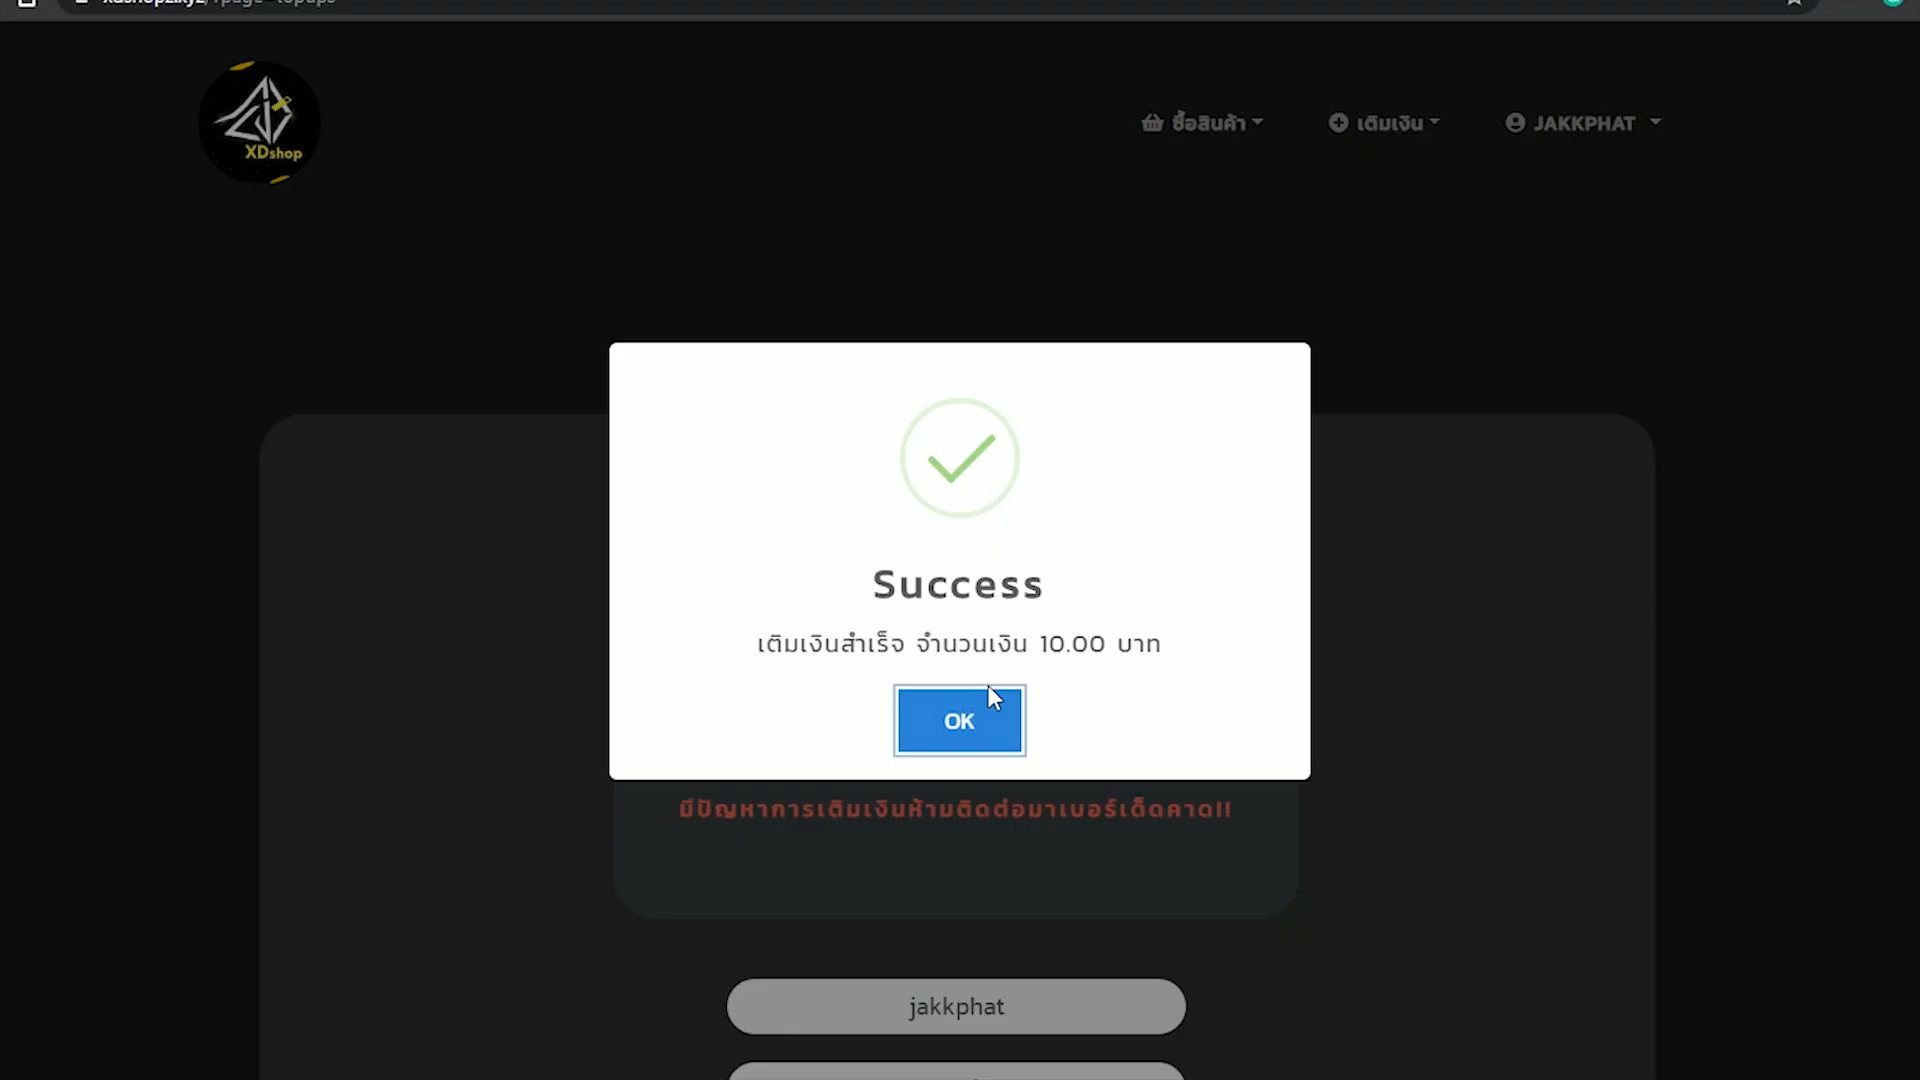 XDshop
ซื้อสินค้า
เติมเงิน
JAKKPHAT
Success
เติมเงินสำเร็จ จำนวนเงิน 10.00 บาท
OK
มีปัญหาการเติมเงินห้ามติดต่อมาเบอร์เด็ดคาด!!
jakkphat